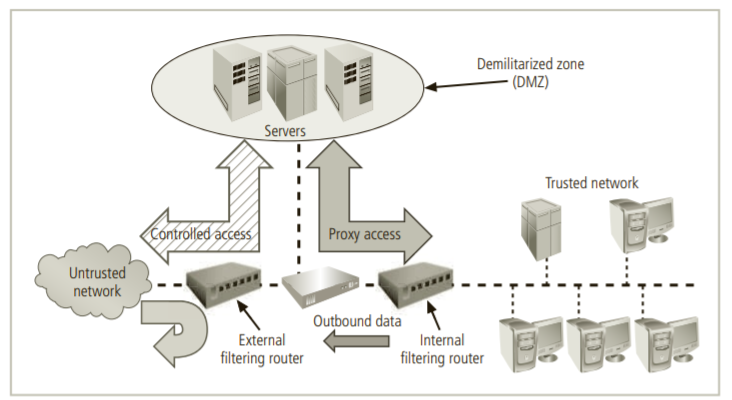 Demilitarized zone
(DMZ)
Servers
Trusted network
Controlled access
Proxy access
Untrusted
network
Outbound data
External
filtering router
Internal
filtering router